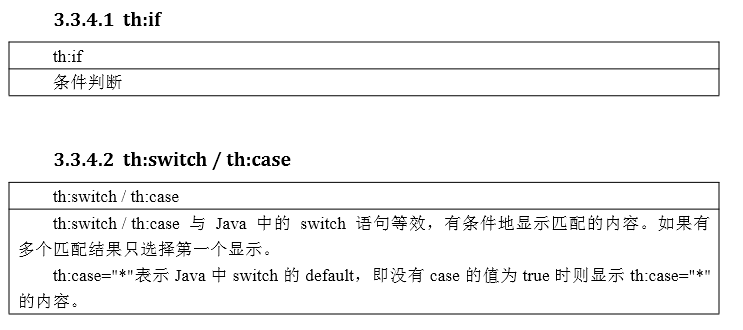 3.3.4.1 th:if
th:if
条件判断
3.3.4.2 th:switch / th:case
th:switch / th:case
th:switch / th:case 与 Java 中的 switch 语句等效，有条件地显示匹配的内容。如果有
多个匹配结果只选择第一个显示。
th:case="*"表示 Java 中 switch 的 default，即没有 case 的值为 true 时则显示 th:case="*"
的内容。